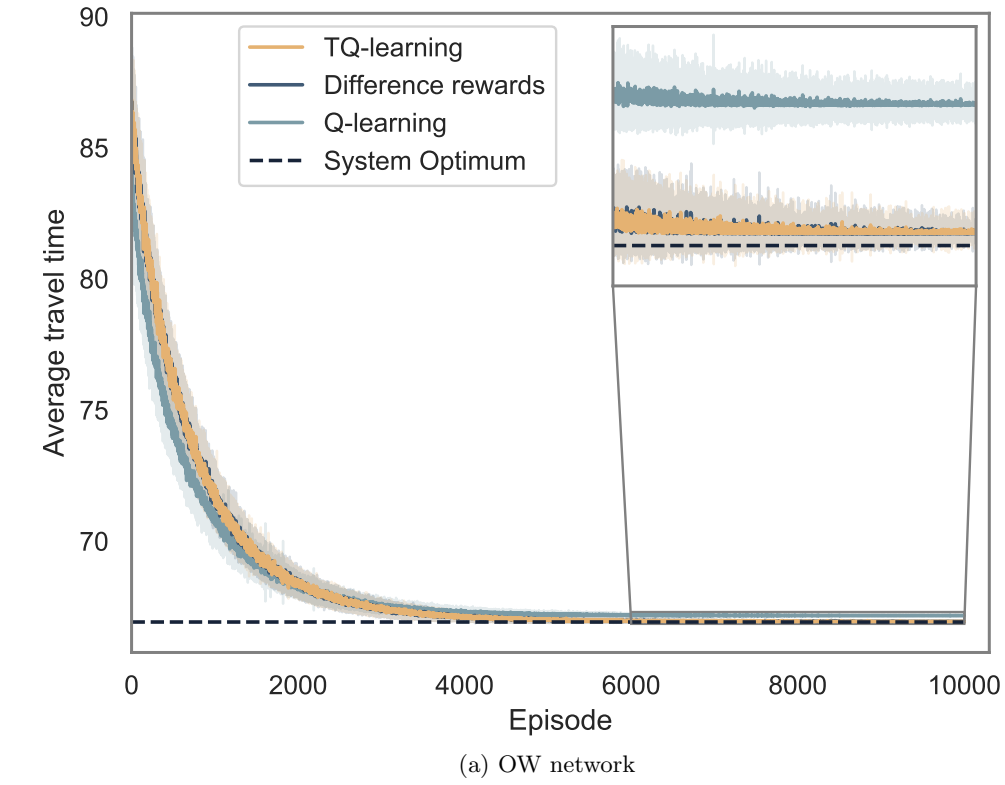 90
85
80
75
70
Average travel time
TQ-learning
Difference rewards
Q-learning
System Optimum
0 2000 4000 6000 8000 10000
Episode
(a) OW network